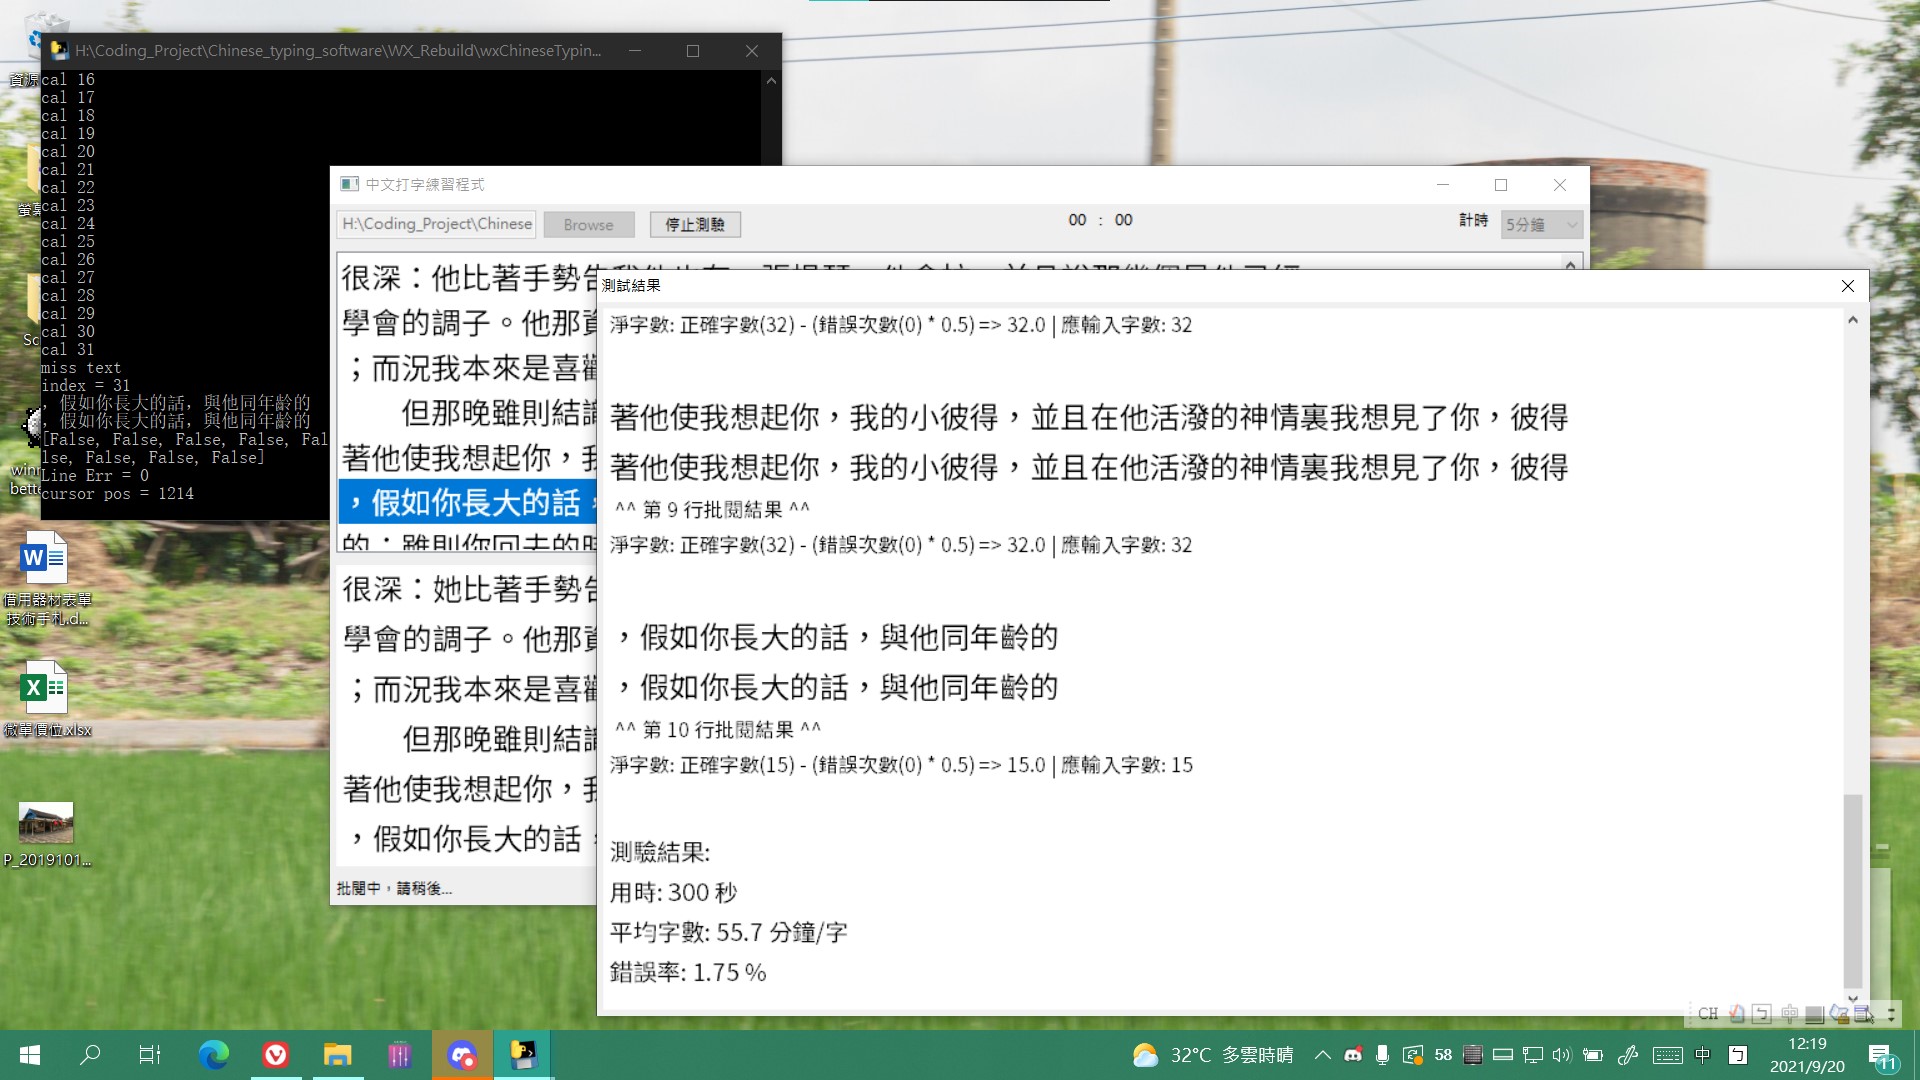 H:\Coding_Project\Chinese_typing_software\WX_Rebuild\wxChineseTypin...
cal 16
cal 17
cal 18
cal 19
cal 20
cal 21
cal 22
cal 23
cal 24
cal 25
cal 26
cal 27
cal 28
cal 29
cal 30
cal 31
miss text
index = 31
，假如你長大的話，與他同年齡的
，假如你長大的話，與他同年齡的
[False, False, False, False, Fal
lse, False, False, False]
Line Err = 0
cursor pos = 1214
中文打字練習程式
H:\Coding_Project\Chinese
Browse
停止測驗
00 : 00
計時
5分鐘
很深：他比著手勢告
學會的調子。他那資
；而況我本來是喜歡
但那晚雖則結識
著他使我想起你，我
，假如你長大的話，
很深：她比著手勢告
學會的調子。他那資
；而況我本來是喜歡
但那晚雖則結識
著他使我想起你，我
，假如你長大的話，
批閱中，請稍後...
測試結果
淨字數: 正確字數(32) - (錯誤次數(0) * 0.5) => 32.0 | 應輸入字數: 32
著他使我想起你，我的小彼得，並且在他活潑的神情裏我想見了你，彼得
著他使我想起你，我的小彼得，並且在他活潑的神情裏我想見了你，彼得
^^ 第 9 行批閱結果 ^^
淨字數: 正確字數(32) - (錯誤次數(0) * 0.5) => 32.0 | 應輸入字數: 32
，假如你長大的話，與他同年齡的
，假如你長大的話，與他同年齡的
^^ 第 10 行批閱結果 ^^
淨字數: 正確字數(15) - (錯誤次數(0) * 0.5) => 15.0 | 應輸入字數: 15
測驗結果:
用時: 300 秒
平均字數: 55.7 分鐘/字
錯誤率: 1.75 %
資源
Sc
winn
bette
借用器材表單
技術手札.d...
微單價位.xlsx
P_2019101...
CH
32°C 多雲時晴
58
中
ㄅ
12:19
2021/9/20
11